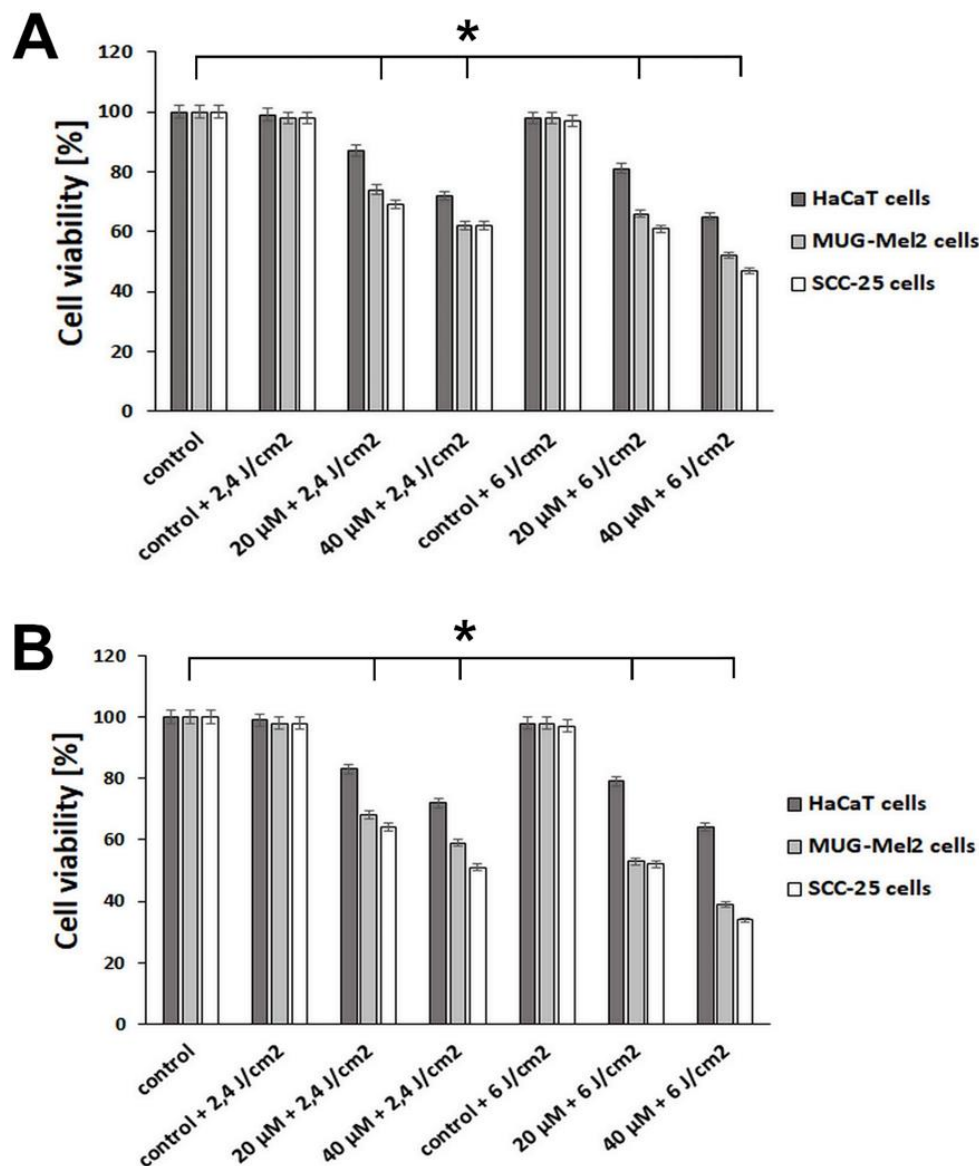 A
*
Cell viability [%]
120
100
80
60
40
20
0
control
control + 2,4 J/cm2
20 µM + 2,4 J/cm2
40 µM + 2,4 J/cm2
control + 6 J/cm2
20 µM + 6 J/cm2
40 µM + 6 J/cm2
HaCaT cells
MUG-Mel2 cells
SCC-25 cells
B
*
Cell viability [%]
120
100
80
60
40
20
0
control
control + 2,4 J/cm2
20 µM + 2,4 J/cm2
40 µM + 2,4 J/cm2
control + 6 J/cm2
20 µM + 6 J/cm2
40 µM + 6 J/cm2
HaCaT cells
MUG-Mel2 cells
SCC-25 cells